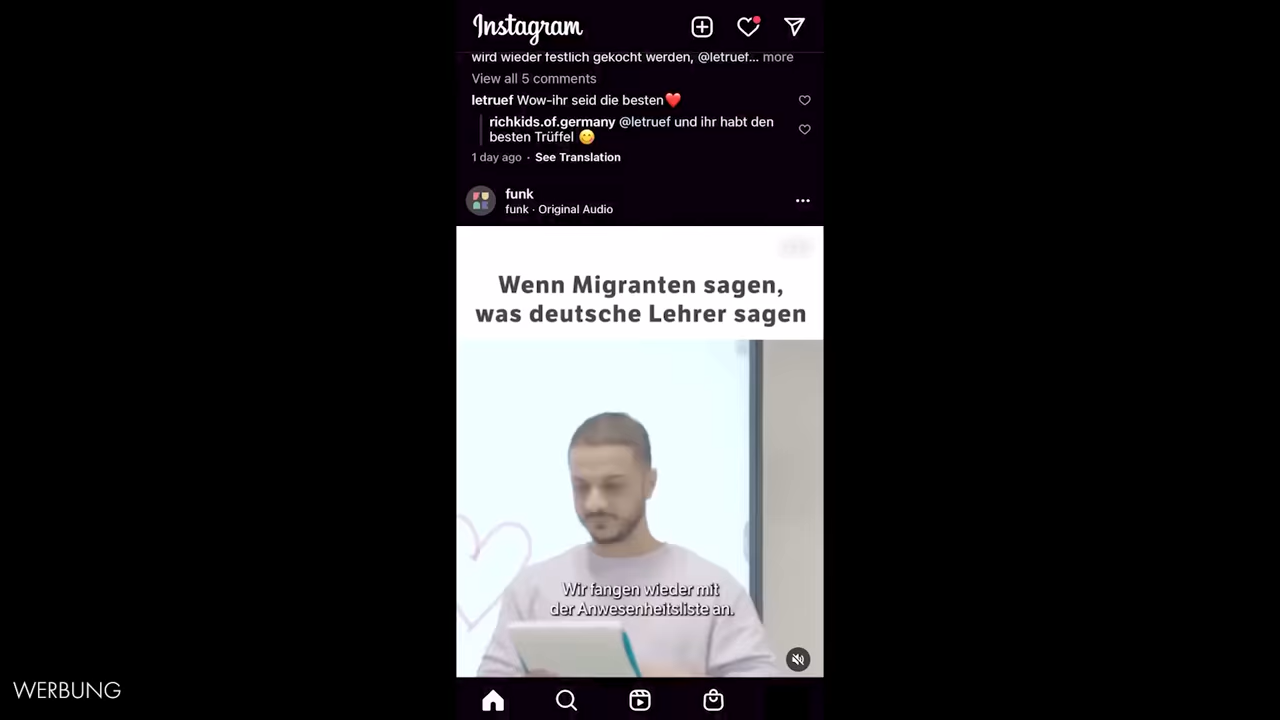 Instagram
wird wieder festlich gekocht werden, @letruef... more
View all 5 comments
letruef Wow-ihr seid die besten❤️
richkids.of.germany @letruef und ihr habt den
besten Trüffel 😋
1 day ago · See Translation
funk
funk · Original Audio
Wenn Migranten sagen,
was deutsche Lehrer sagen
Wir fangen wieder mit
der Anwesenheitsliste an.
WERBUNG